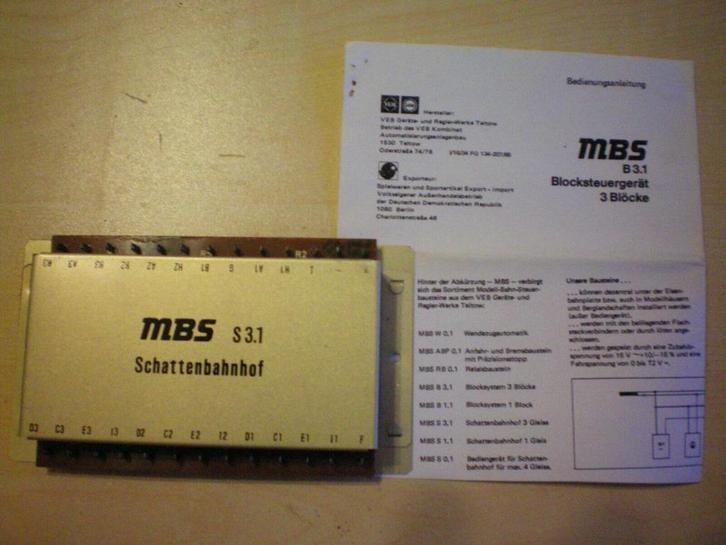 MBS S 3.1
Schattenbahnhof
D3 C3 E3 I3 D2 C2 E2 I2 D1 C1 E1 I1 F
Bedienungsanleitung
Hersteller:
VEB Geräte- und Regler-Werke Teltow
Betrieb des VEB Kombinat
Automatisierungsanlagenbau
1530 Teltow
Oderstraße 74/76
MBS
B 3.1
Blocksteuergerät
3 Blöcke
Exporteur:
Spielwaren und Sportartikel Export - Import
Volkseigener Außenhandelsbetrieb
der Deutschen Demokratischen Republik
1080 Berlin
Charlottenstraße 46
Hinter der Abkürzung — MBS — verbirgt
sich das Sortiment Modell-Bahn-Steuer-
bausteine aus dem VEB Geräte- und
Regler-Werke Teltow:
MBS W 0,1 Wendezugautomatik
MBS ABP 0,1 Anfahr- und Bremsbaustein
mit Präzisionsstopp
MBS RB 0,1 Relaisbaustein
MBS B 3,1 Blocksystem 3 Blöcke
MBS B 1,1 Blocksystem 1 Block
MBS S 3,1 Schattenbahnhof 3 Gleise
MBS S 1,1 Schattenbahnhof 1 Gleis
MBS S 0,1 Bediengerät für Schatten-
bahnhof für max. 4 Gleise.
Unsere Bausteine . . .
. . . können dezentral unter der Eisen-
bahnplatte bzw. auch in Modellhäusern
und Berglandschaften installiert werden
(außer Bediengerät).
. . . werden mit den beiliegenden Flach-
steckverbindern oder durch löten ange-
schlossen.
. . . werden gespeist durch eine Zubehör-
spannung von 16 V ~ +10/-15 % und eine
Fahrspannung von 0 bis 12 V =.